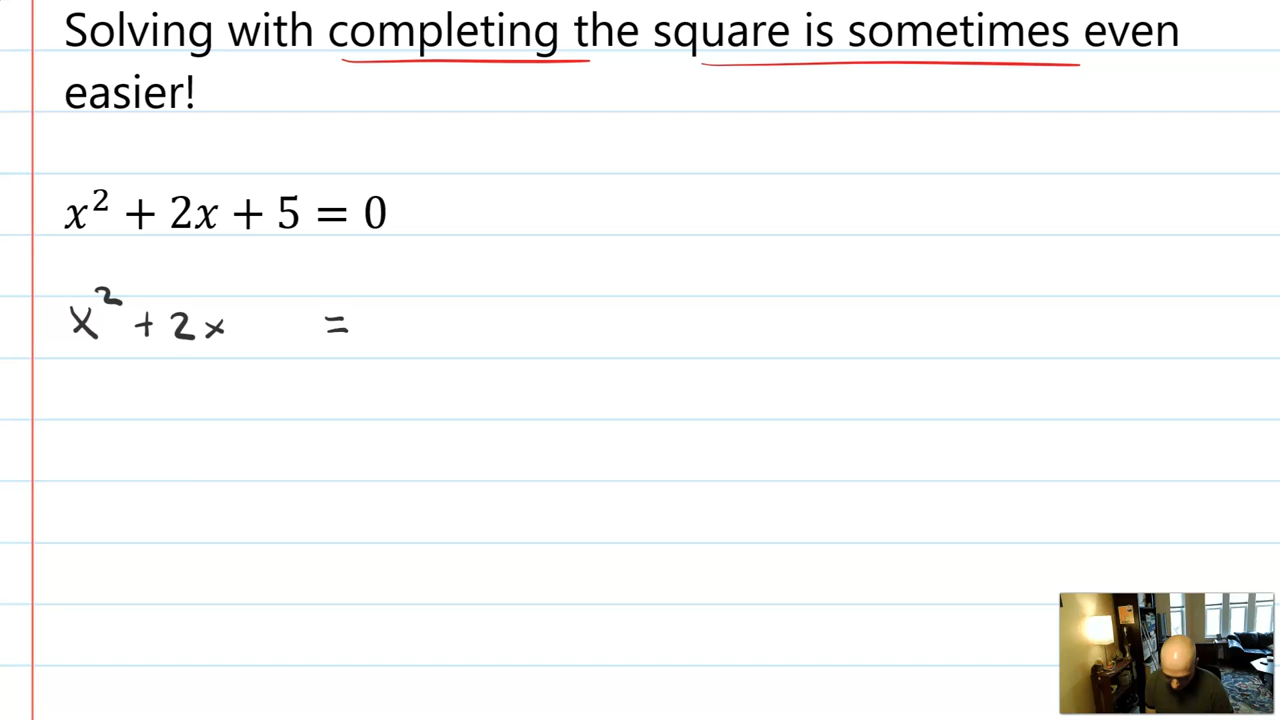 Solving with completing the square is sometimes even
easier!
x² + 2x + 5 = 0
x² + 2x =